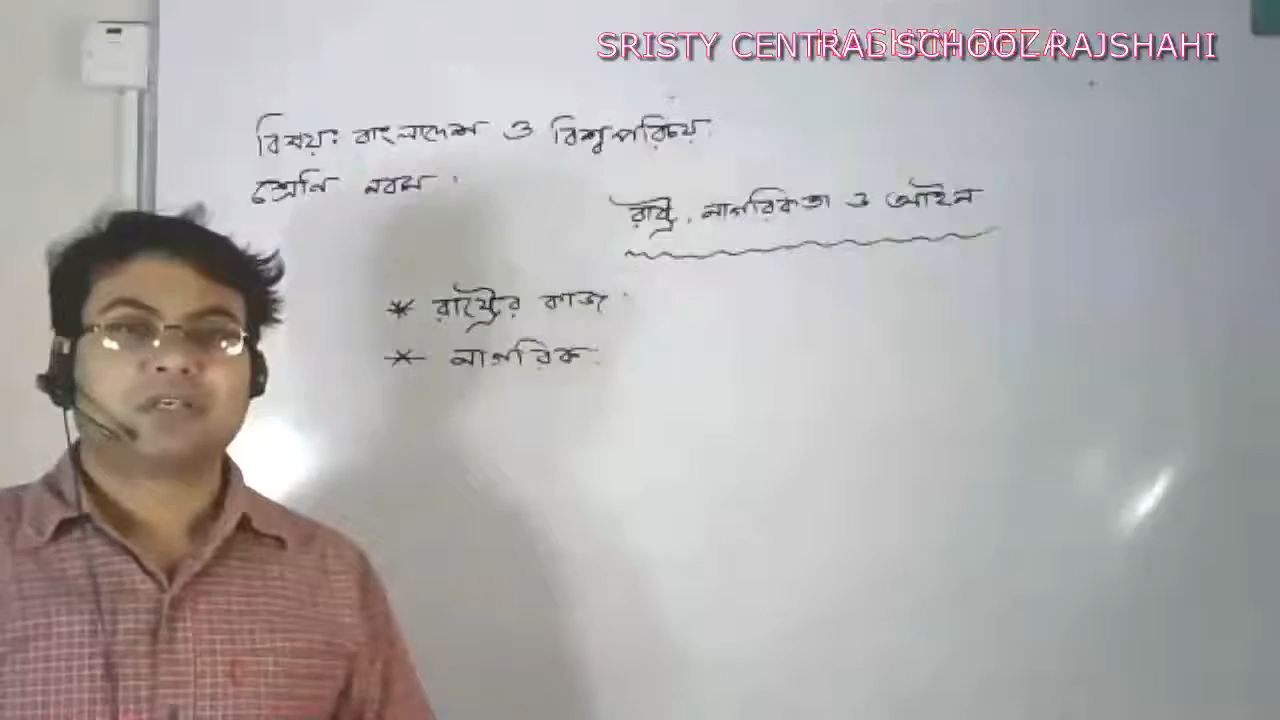 SRISTY CENTRAL SCHOOL RAJSHAHI
বিষয়: বাংলাদেশ ও বিশ্বপরিচয়
শ্রেণি নবম
রাষ্ট্র, নাগরিকতা ও আইন
* রাষ্ট্রের কাজ
* নাগরিক